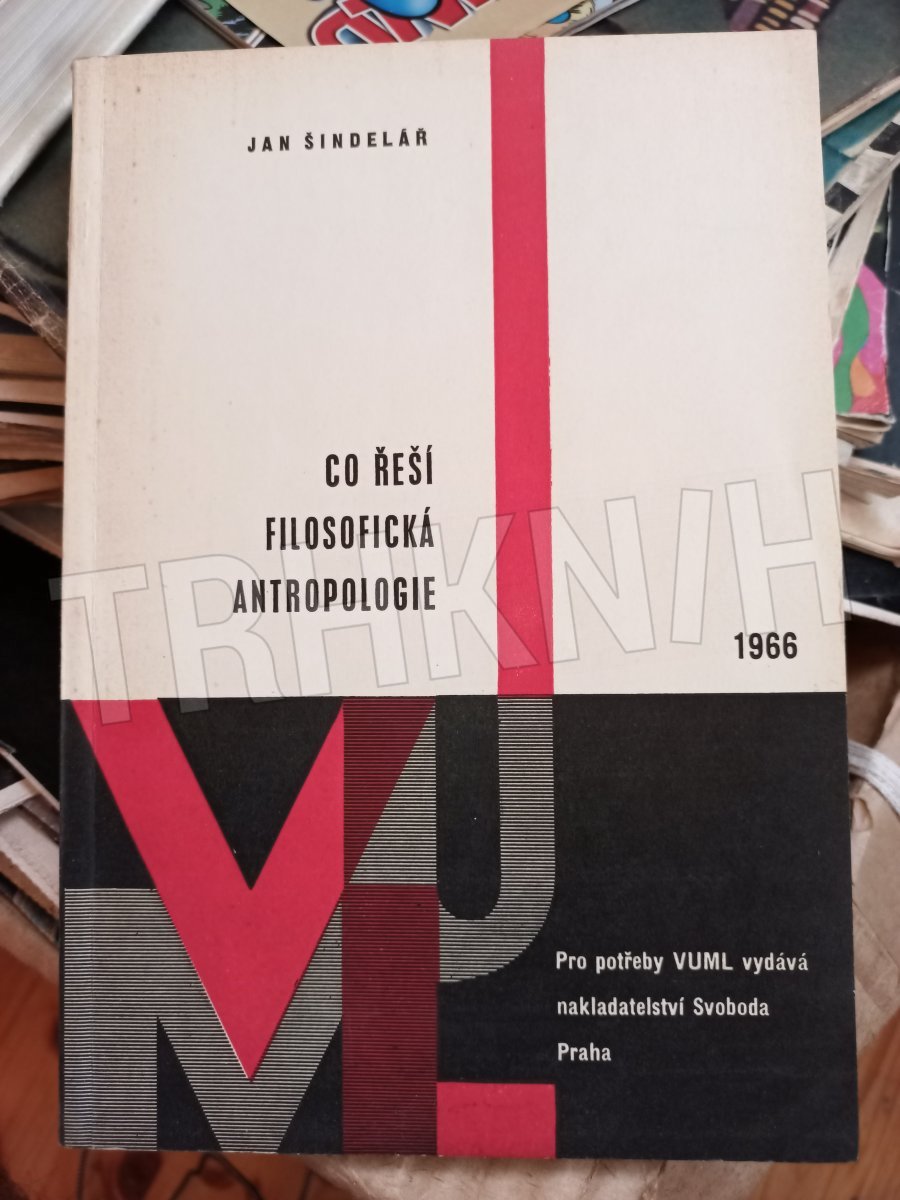 JAN ŠINDELÁŘ
CO ŘEŠÍ
FILOSOFICKÁ
ANTROPOLOGIE
TRHKNIH
1966
VUML
Pro potřeby VUML vydává
nakladatelství Svoboda
Praha